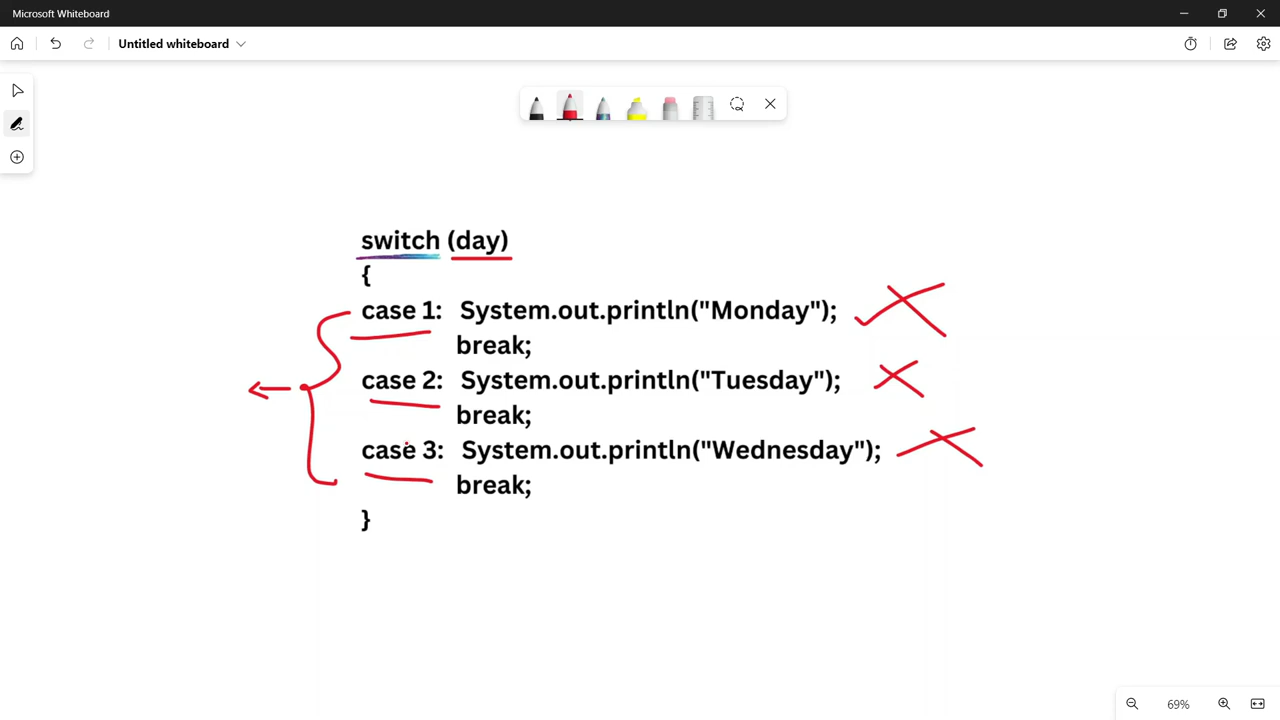 Microsoft Whiteboard
Untitled whiteboard
switch (day)
{
case 1: System.out.println("Monday");
break;
case 2: System.out.println("Tuesday");
break;
case 3: System.out.println("Wednesday");
break;
}
69%